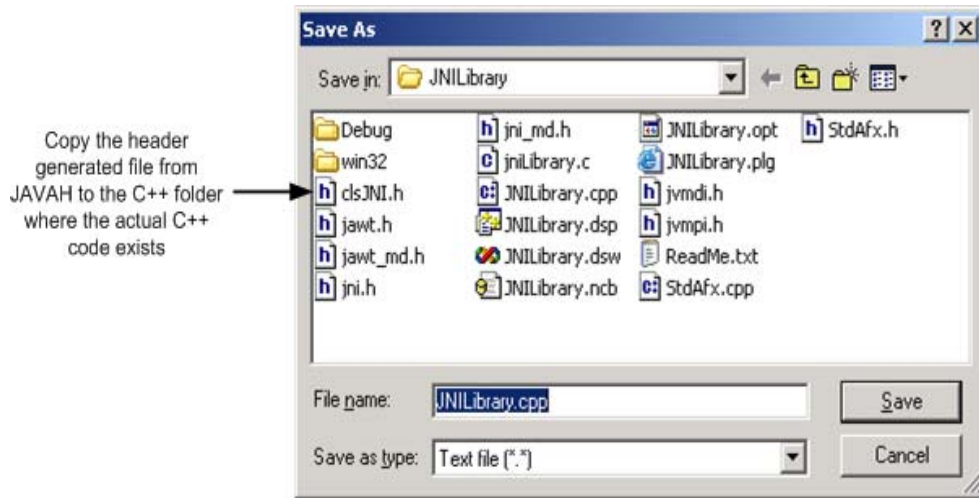 Save As
Save in: JNILibrary
Copy the header
generated file from
JAVAH to the C++ folder
where the actual C++
code exists
Debug
win32
clsJNI.h
jawt.h
jawt_md.h
jni.h
jni_md.h
jniLibrary.c
JNILibrary.cpp
JNILibrary.dsp
JNILibrary.dsw
JNILibrary.ncb
JNILibrary.opt
JNILibrary.plg
jvmdi.h
jvmpi.h
ReadMe.txt
StdAfx.cpp
StdAfx.h
File name: JNILibrary.cpp Save
Save as type: Text file (*.*) Cancel